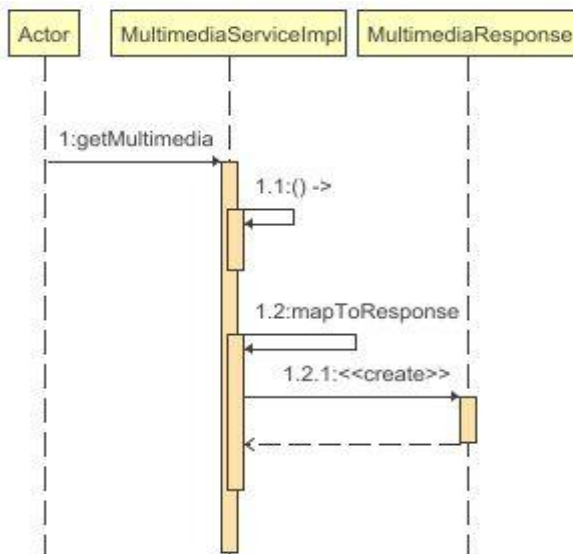 Actor
MultimediaServiceImpl
MultimediaResponse
1:getMultimedia
1.1:() ->
1.2:mapToResponse
1.2.1:<<create>>